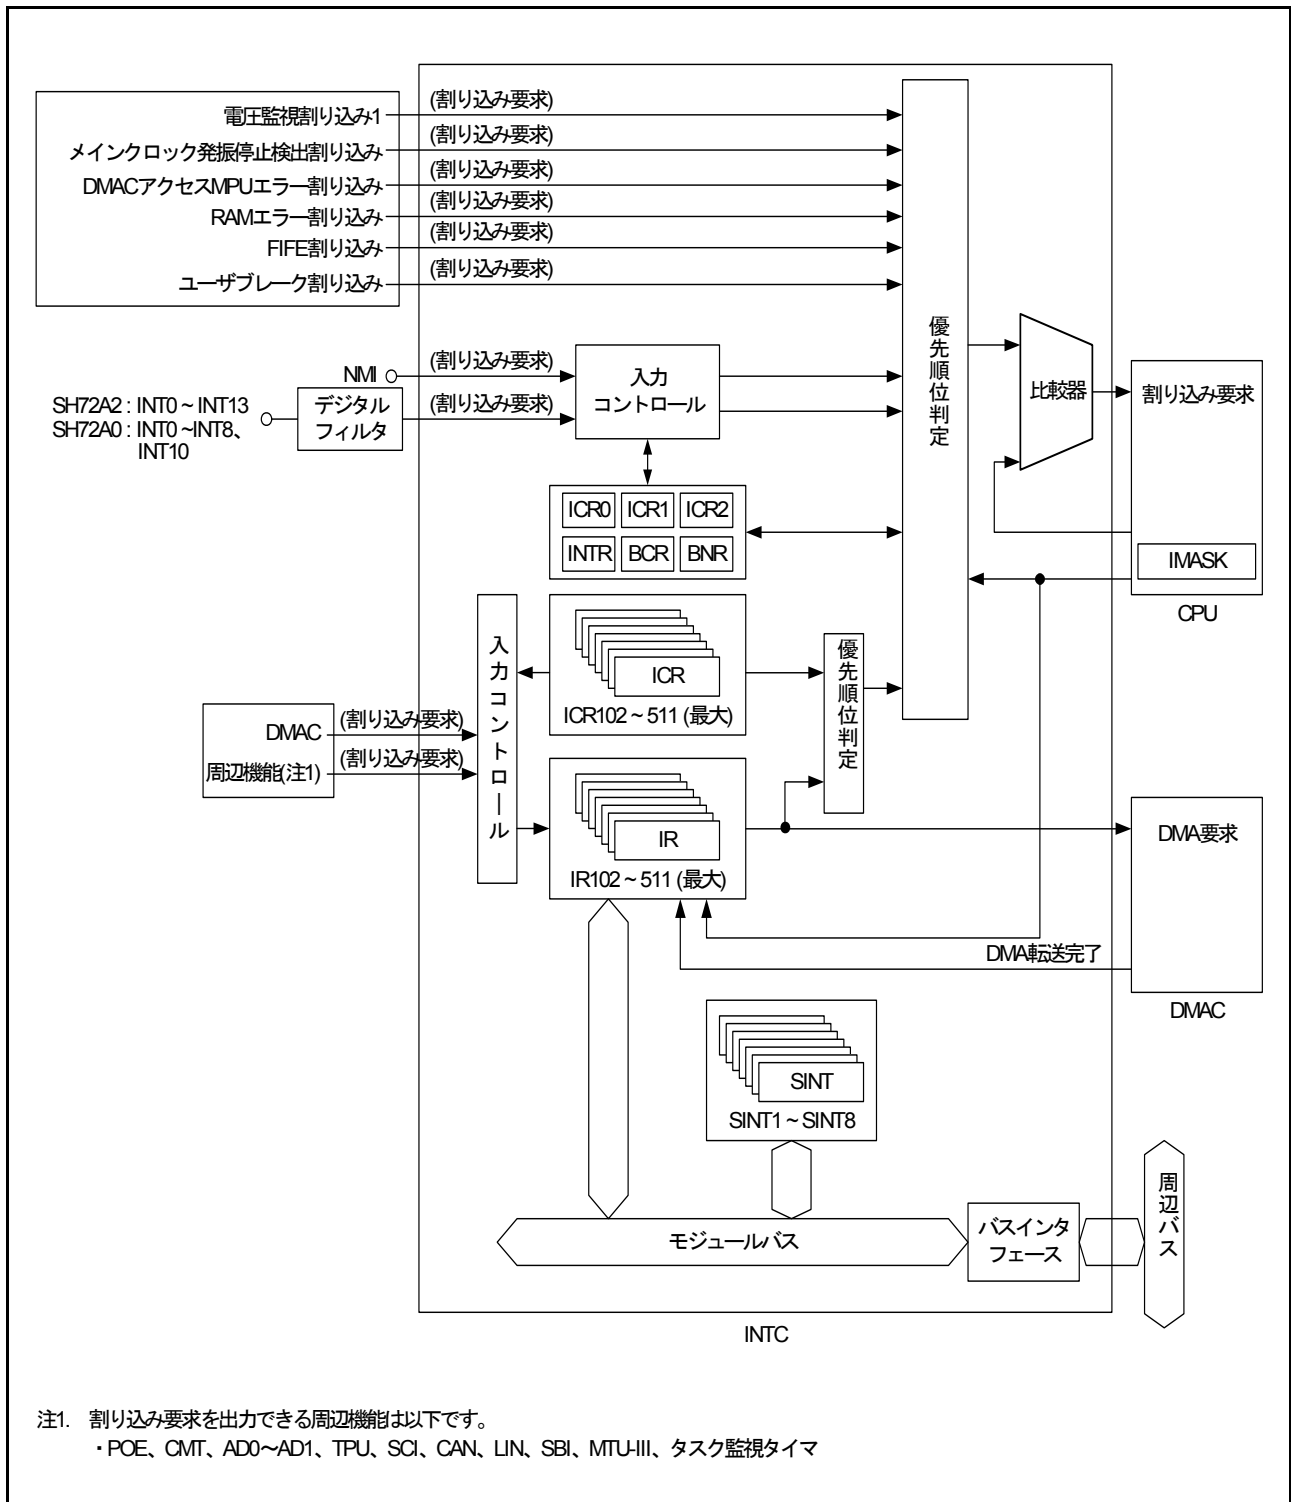 電圧監視割り込み1
メインクロック発振停止検出割り込み
DMACアクセスMPUエラー割り込み
RAMエラー割り込み
FIFE割り込み
ユーザブレーク割り込み
(割り込み要求)
(割り込み要求)
(割り込み要求)
(割り込み要求)
(割り込み要求)
(割り込み要求)
NMI
(割り込み要求)
SH72A2 : INT0 ~ INT13
SH72A0 : INT0 ~INT8、
INT10
デジタル
フィルタ
(割り込み要求)
入力
コントロール
優先順位判定
比較器
割り込み要求
IMASK
CPU
ICR0
ICR1
ICR2
INTR
BCR
BNR
入力コントロール
ICR
ICR102 ~ 511 (最大)
優先順位判定
DMAC
周辺機能(注1)
(割り込み要求)
(割り込み要求)
IR
IR102 ~ 511 (最大)
DMA要求
DMA転送完了
DMAC
SINT
SINT1 ~ SINT8
モジュールバス
バスインタ
フェース
周辺バス
INTC
注1. 割り込み要求を出力できる周辺機能は以下です。
・POE、CMT、AD0～AD1、TPU、SCI、CAN、LIN、SBI、MTU-III、タスク監視タイマ